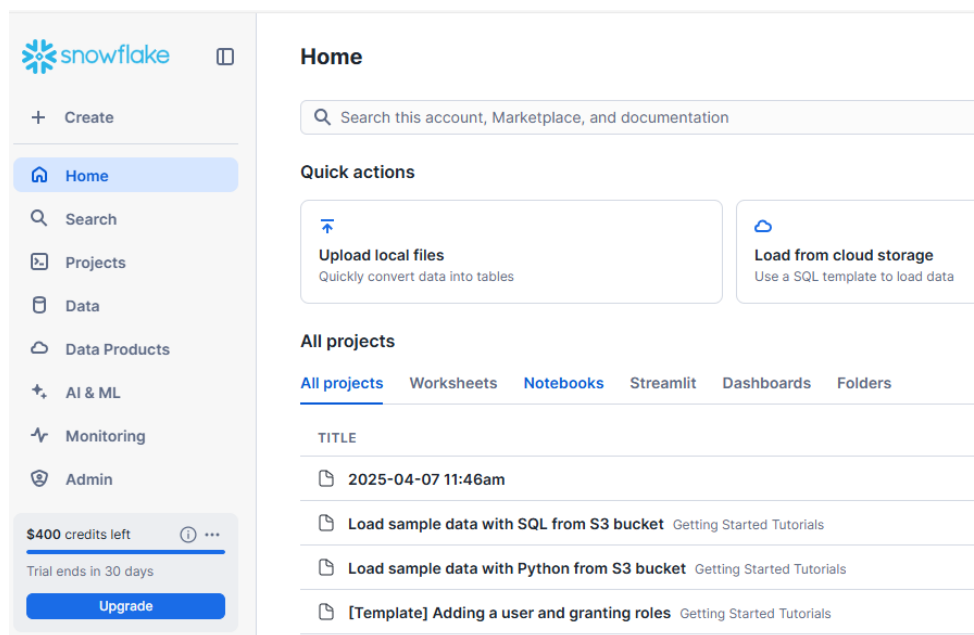 snowflake
Create
Home
Search
Projects
Data
Data Products
AI & ML
Monitoring
Admin
$400 credits left
Trial ends in 30 days
Upgrade
Home
Search this account, Marketplace, and documentation
Quick actions
Upload local files
Quickly convert data into tables
Load from cloud storage
Use a SQL template to load data
All projects
All projects Worksheets Notebooks Streamlit Dashboards Folders
TITLE
2025-04-07 11:46am
Load sample data with SQL from S3 bucket Getting Started Tutorials
Load sample data with Python from S3 bucket Getting Started Tutorials
[Template] Adding a user and granting roles Getting Started Tutorials